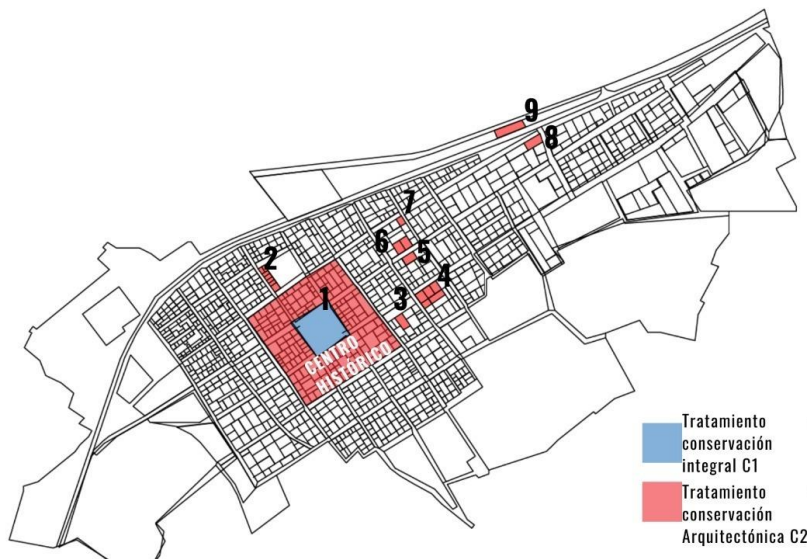 9
8
7
6
5
2
4
1
3
CENTRO
HISTÓRICO
Tratamiento
conservación
integral C1
Tratamiento
conservación
Arquitectónica C2